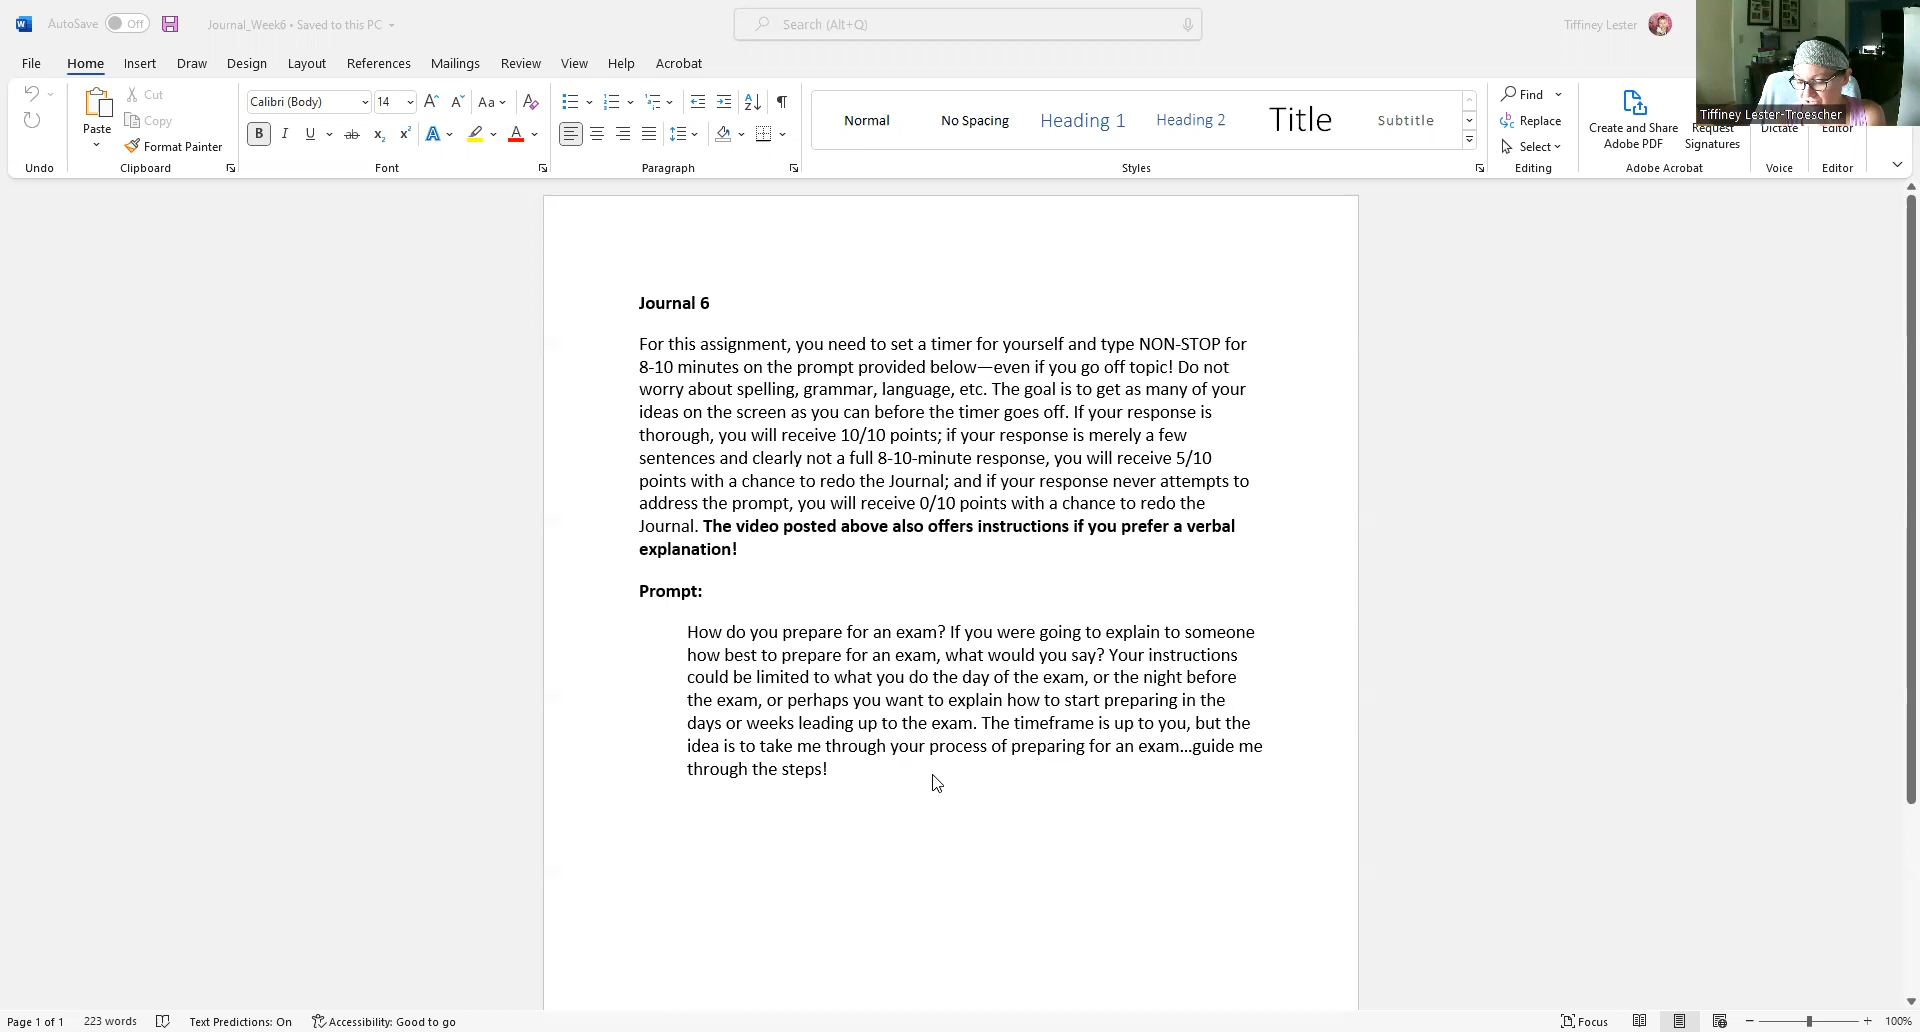 AutoSave Off Journal_Week6 • Saved to this PC Search (Alt+Q) Tiffiney Lester
File Home Insert Draw Design Layout References Mailings Review View Help Acrobat
Tiffiney Lester-Troescher
Undo
Paste
Cut
Copy
Format Painter
Clipboard
Calibri (Body) 14 Aa
B I U ab x₂ x² A A
Font
Paragraph
Normal No Spacing Heading 1 Heading 2 Title Subtitle
Styles
Find
Replace
Select
Editing
Create and Share
Adobe PDF
Request
Signatures
Adobe Acrobat
Dictate
Voice
Editor
Editor
Journal 6
For this assignment, you need to set a timer for yourself and type NON-STOP for
8-10 minutes on the prompt provided below—even if you go off topic! Do not
worry about spelling, grammar, language, etc. The goal is to get as many of your
ideas on the screen as you can before the timer goes off. If your response is
thorough, you will receive 10/10 points; if your response is merely a few
sentences and clearly not a full 8-10-minute response, you will receive 5/10
points with a chance to redo the Journal; and if your response never attempts to
address the prompt, you will receive 0/10 points with a chance to redo the
Journal. The video posted above also offers instructions if you prefer a verbal
explanation!
Prompt:
How do you prepare for an exam? If you were going to explain to someone
how best to prepare for an exam, what would you say? Your instructions
could be limited to what you do the day of the exam, or the night before
the exam, or perhaps you want to explain how to start preparing in the
days or weeks leading up to the exam. The timeframe is up to you, but the
idea is to take me through your process of preparing for an exam...guide me
through the steps!
Page 1 of 1 223 words Text Predictions: On Accessibility: Good to go Focus 100%